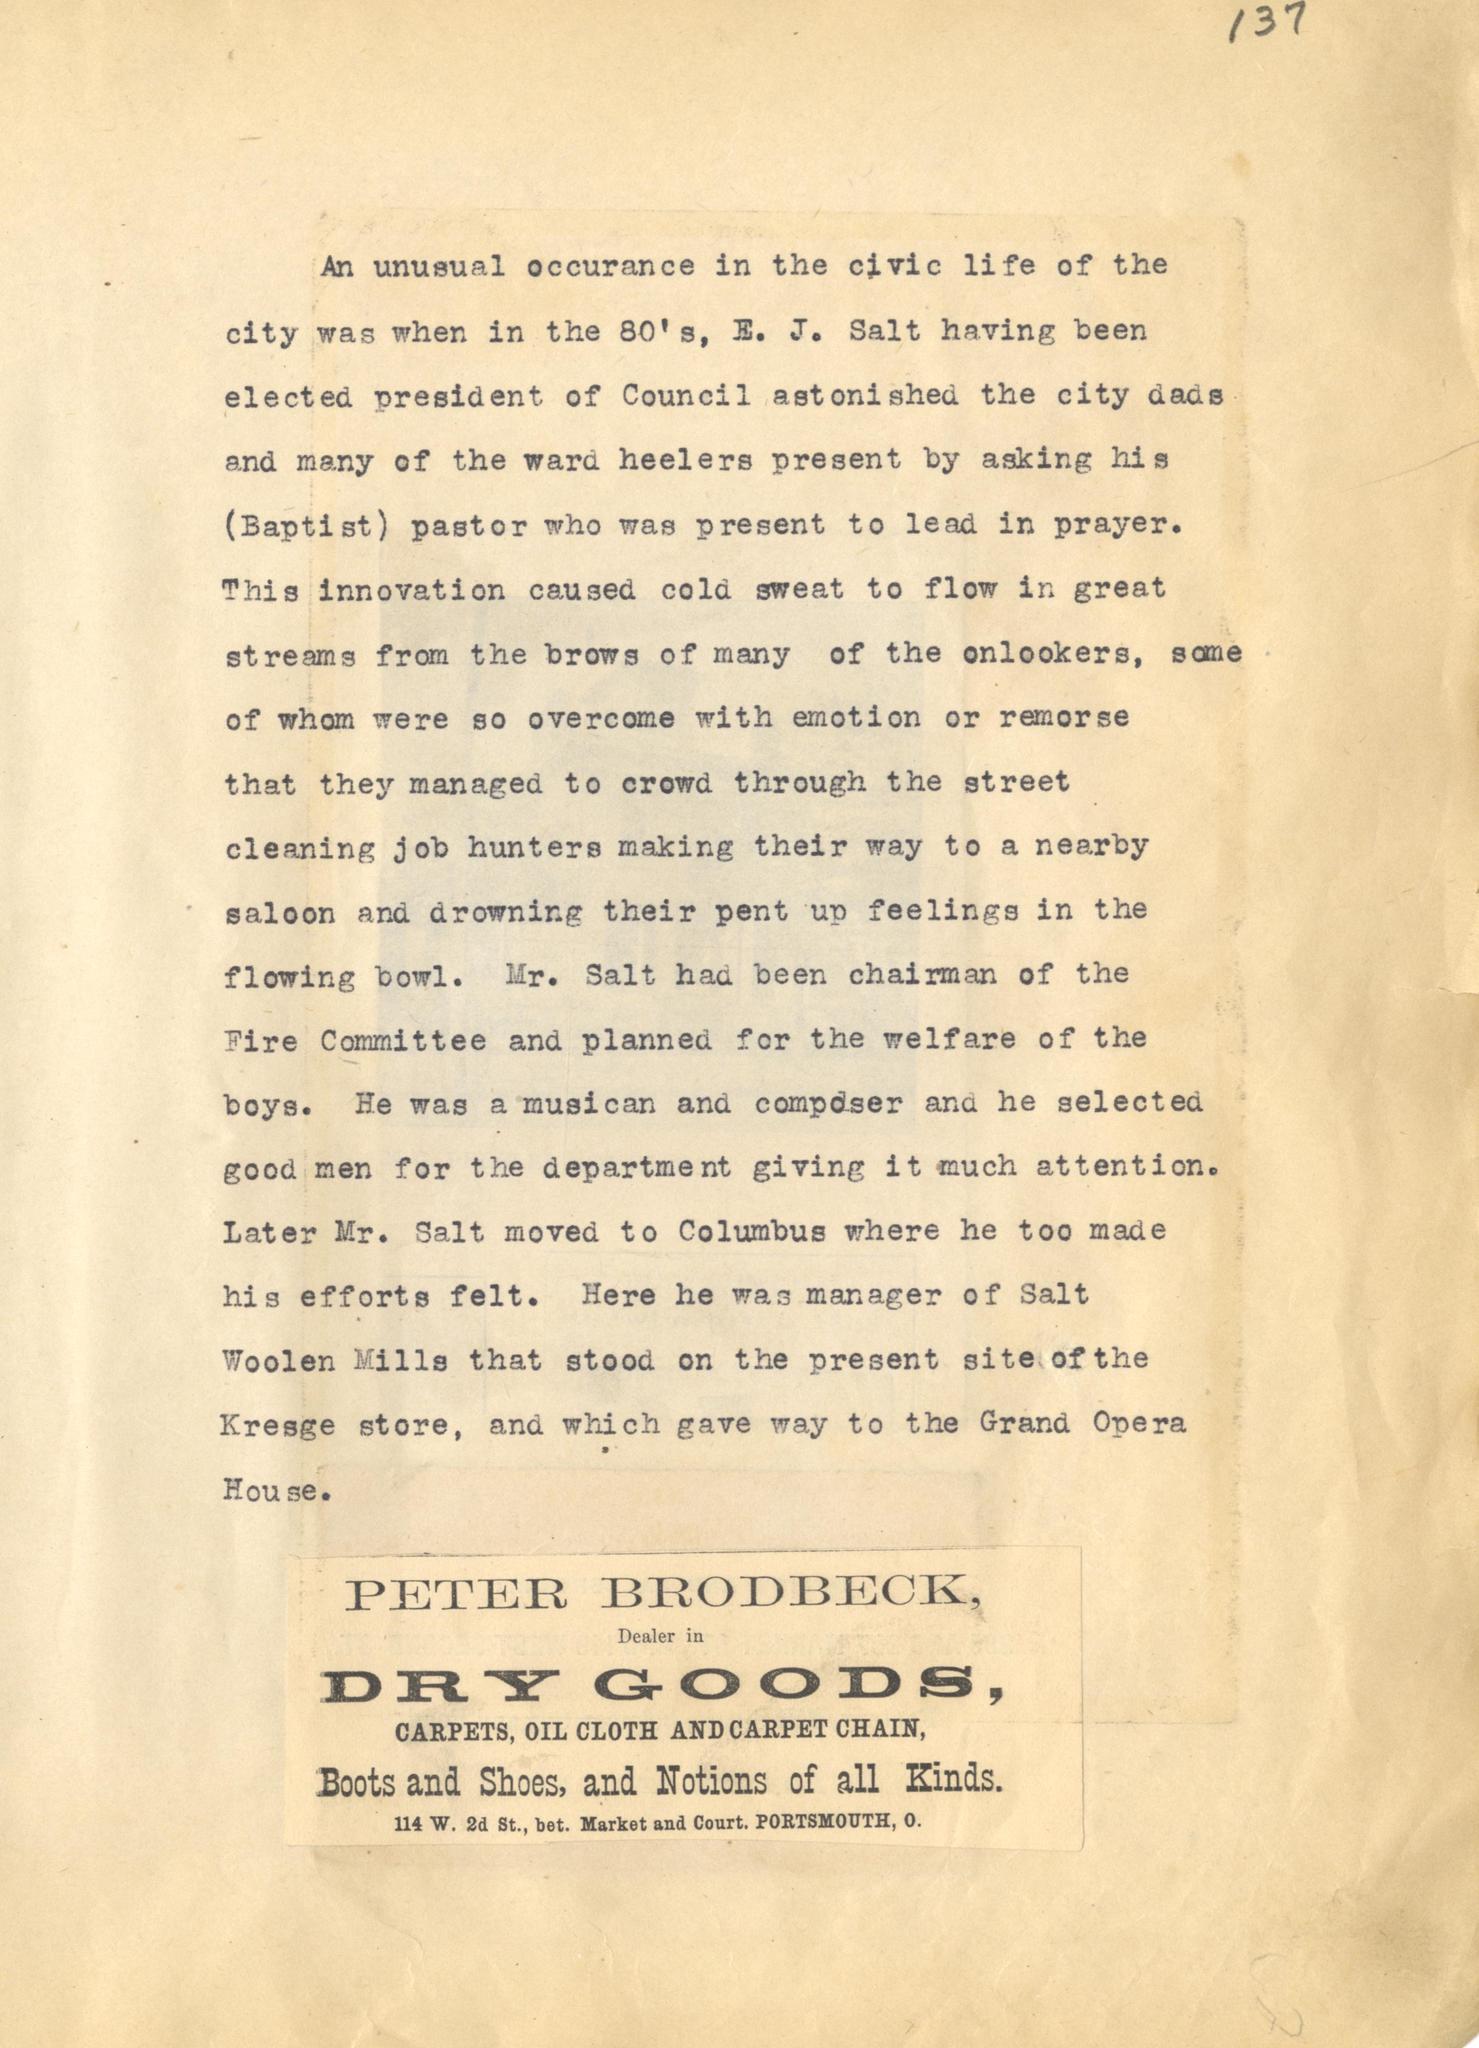 137
An unusual occurance in the civic life of the
city was when in the 80's, E. J. Salt having been
elected president of Council astonished the city dads
and many of the ward heelers present by asking his
(Baptist) pastor who was present to lead in prayer.
This innovation caused cold sweat to flow in great
streams from the brows of many of the onlookers, some
of whom were so overcome with emotion or remorse
that they managed to crowd through the street
cleaning job hunters making their way to a nearby
saloon and drowning their pent up feelings in the
flowing bowl. Mr. Salt had been chairman of the
Fire Committee and planned for the welfare of the
boys. He was a musican and composer and he selected
good men for the department giving it much attention.
Later Mr. Salt moved to Columbus where he too made
his efforts felt. Here he was manager of Salt
Woolen Mills that stood on the present site of the
Kresge store, and which gave way to the Grand Opera
House.
PETER BRODBECK,
Dealer in
DRY GOODS,
CARPETS, OIL CLOTH AND CARPET CHAIN,
Boots and Shoes, and Notions of all Kinds.
114 W. 2d St., bet. Market and Court. PORTSMOUTH, O.